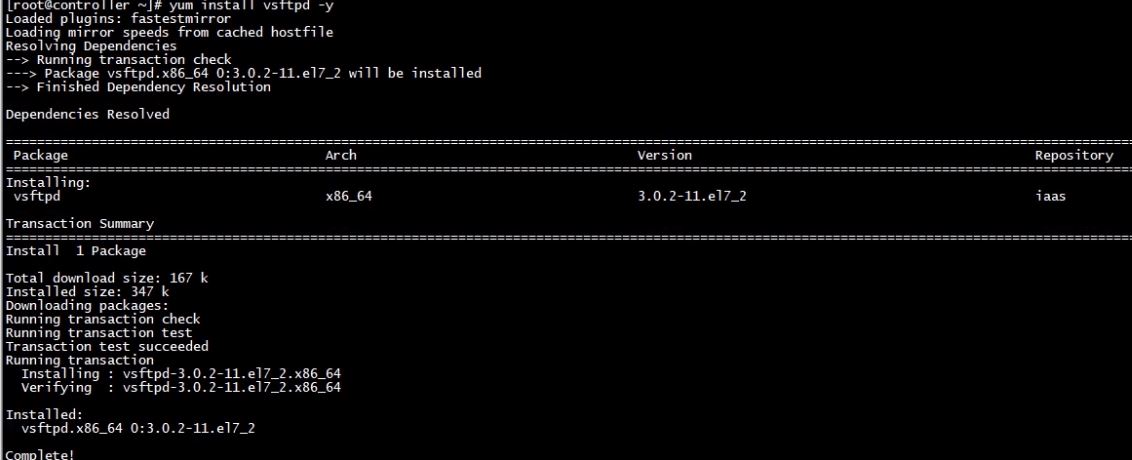 [root@controller ~]# yum install vsftpd -y
Loaded plugins: fastestmirror
Loading mirror speeds from cached hostfile
Resolving Dependencies
--> Running transaction check
---> Package vsftpd.x86_64 0:3.0.2-11.el7_2 will be installed
--> Finished Dependency Resolution
Dependencies Resolved
Package Arch Version Repository
Installing:
vsftpd x86_64 3.0.2-11.el7_2 iaas
Transaction Summary
Install 1 Package
Total download size: 167 k
Installed size: 347 k
Downloading packages:
Running transaction check
Running transaction test
Transaction test succeeded
Running transaction
Installing : vsftpd-3.0.2-11.el7_2.x86_64
Verifying : vsftpd-3.0.2-11.el7_2.x86_64
Installed:
vsftpd.x86_64 0:3.0.2-11.el7_2
Complete!